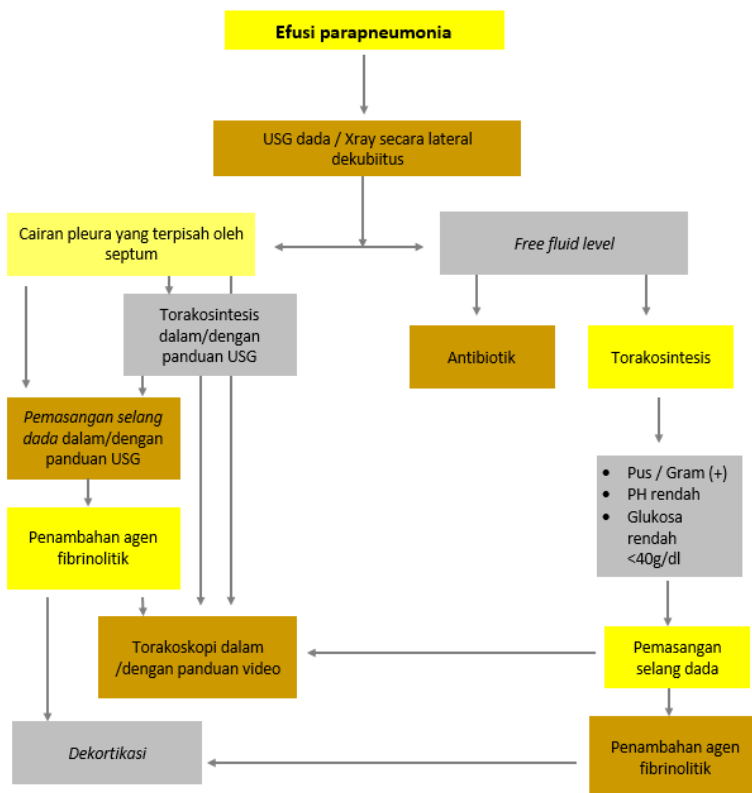 Efusi parapneumonia
USG dada / Xray secara lateral
dekubiitus
Cairan pleura yang terpisah oleh
septum
Free fluid level
Torakosintesis
dalam/dengan
panduan USG
Antibiotik
Torakosintesis
Pemasangan selang
dada dalam/dengan
panduan USG
• Pus / Gram (+)
• PH rendah
• Glukosa
rendah
<40g/dl
Penambahan agen
fibrinolitik
Torakoskopi dalam
/dengan panduan video
Pemasangan
selang dada
Dekortikasi
Penambahan agen
fibrinolitik